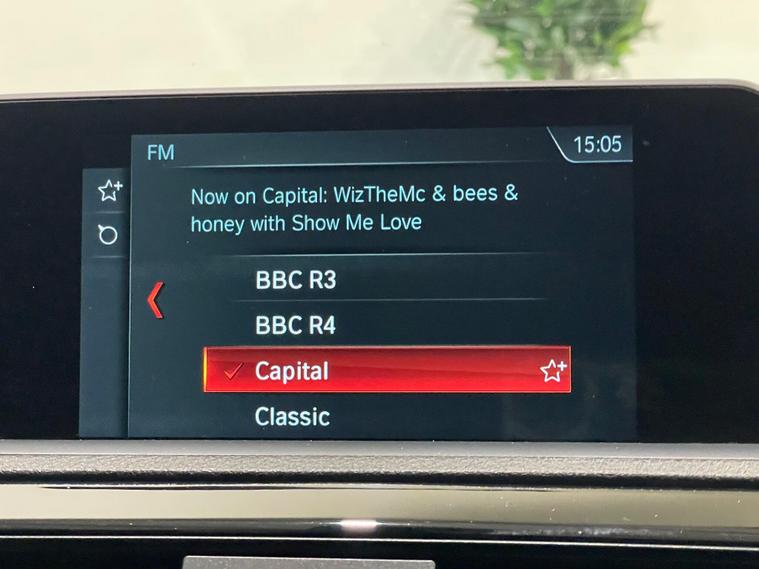 FM
15:05
Now on Capital: WizTheMc & bees &
honey with Show Me Love
BBC R3
BBC R4
Capital
Classic